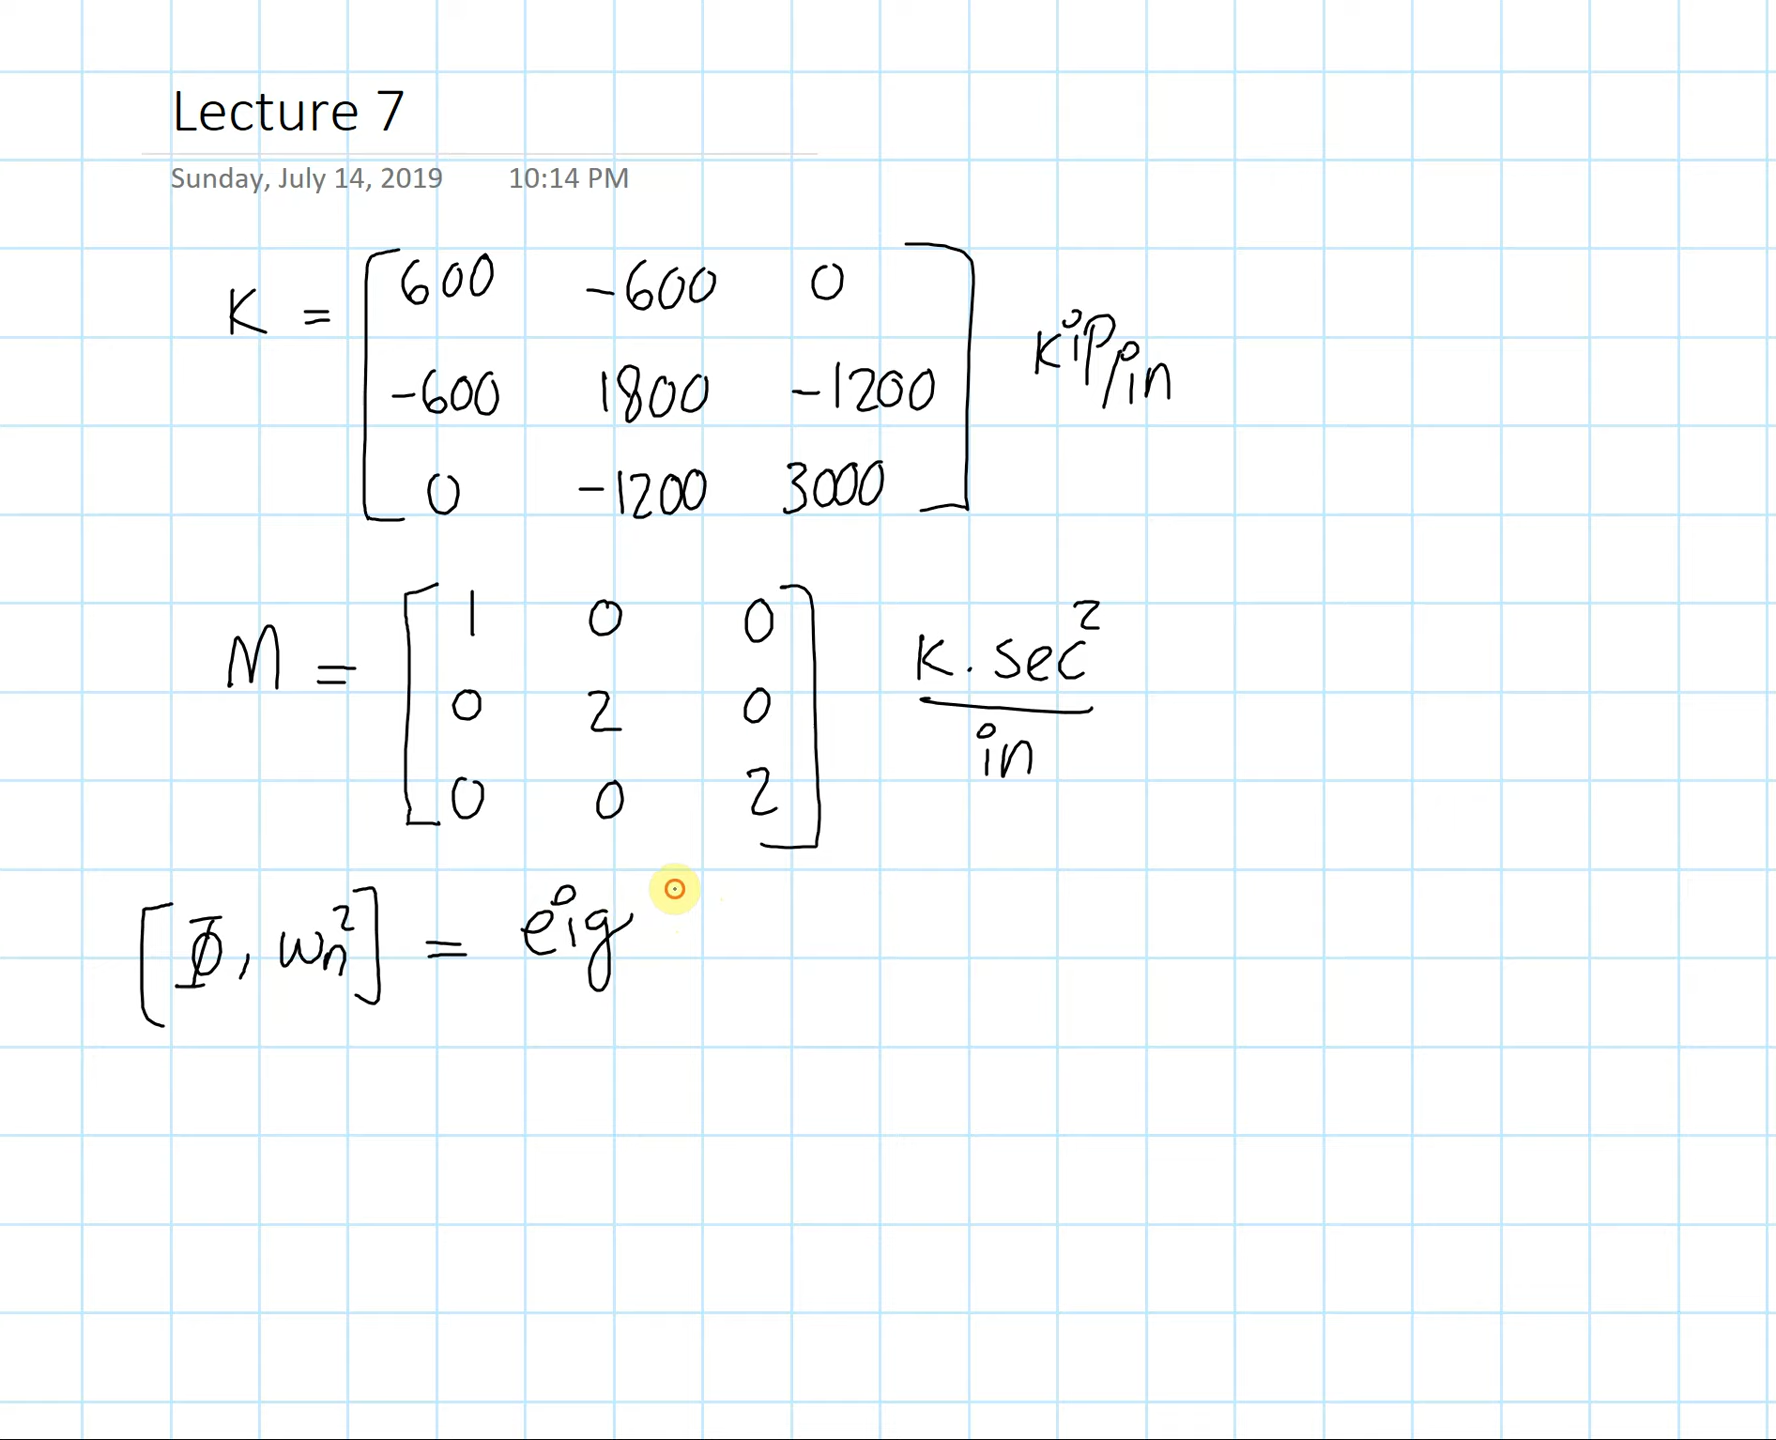 Lecture 7
Sunday, July 14, 2019 10:14 PM
K = [ 600 -600 0
-600 1800 -1200
0 -1200 3000 ] kip/in
M = [ 1 0 0
0 2 0
0 0 2 ] K.sec²/in
[Φ, ωn²] = eig